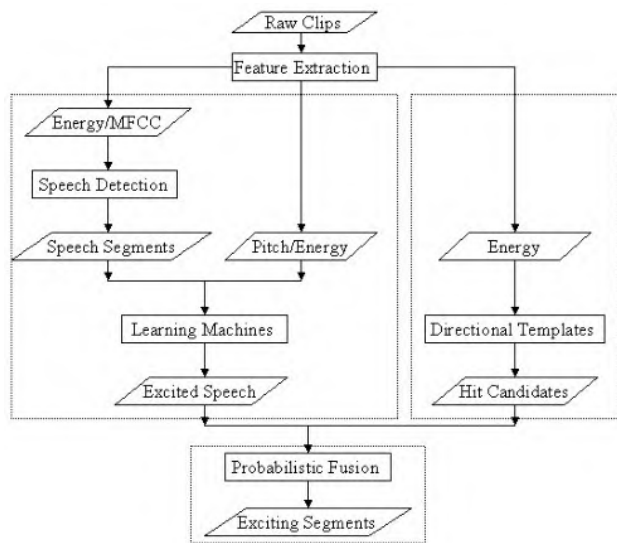 Raw Clips
Feature Extraction
Energy/MFCC
Speech Detection
Speech Segments
Pitch/Energy
Energy
Learning Machines
Directional Templates
Excited Speech
Hit Candidates
Probabilistic Fusion
Exciting Segments